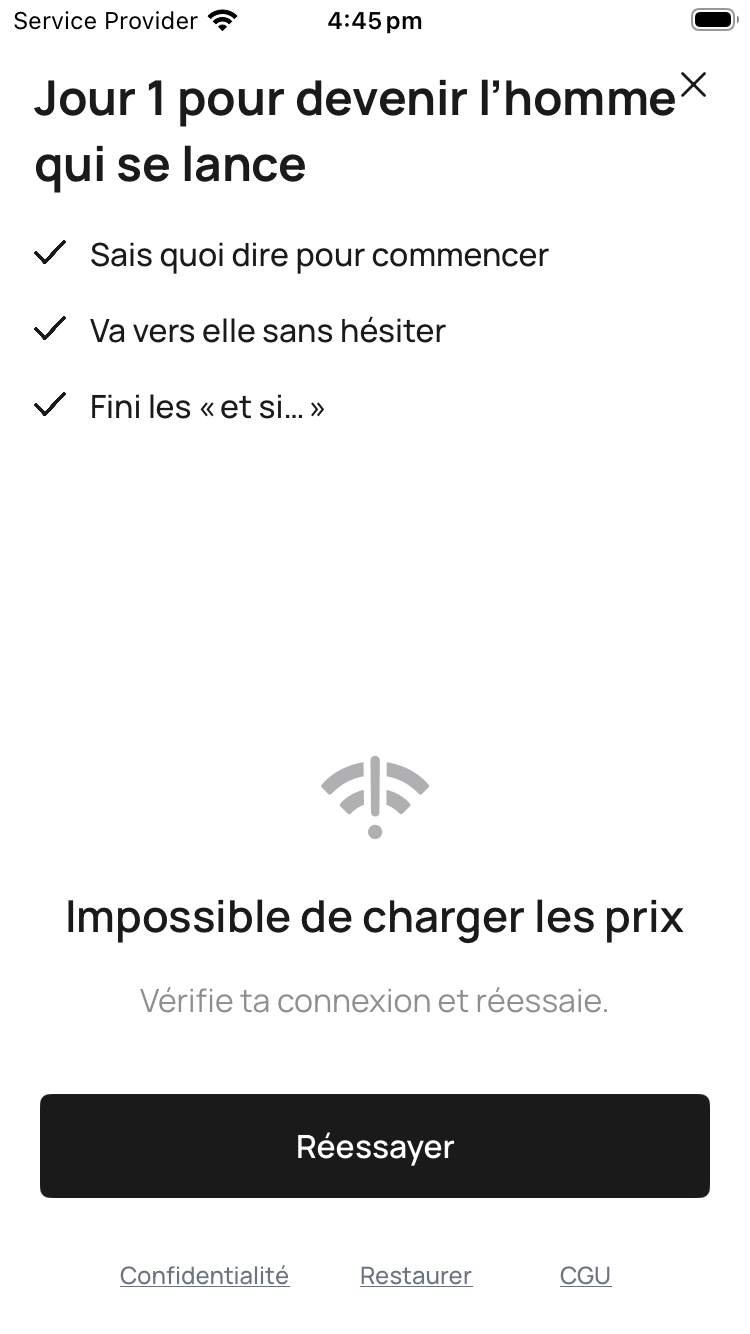 Service Provider 4:45 pm
Jour 1 pour devenir l’homme
qui se lance
Sais quoi dire pour commencer
Va vers elle sans hésiter
Fini les « et si… »
Impossible de charger les prix
Vérifie ta connexion et réessaie.
Réessayer
Confidentialité Restaurer CGU